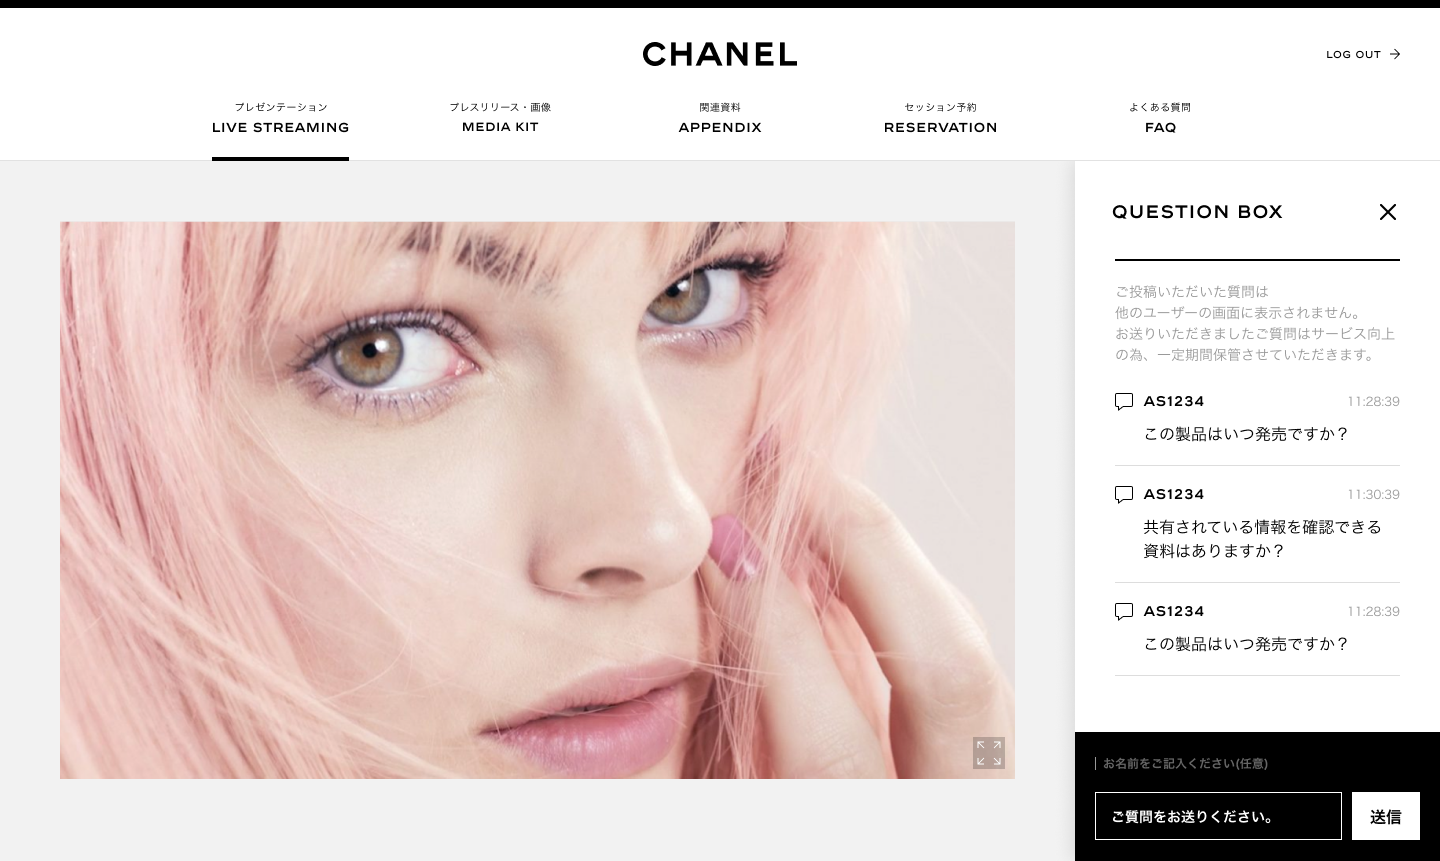 CHANEL
LOG OUT
プレゼンテーション
LIVE STREAMING
プレスリリース・画像
MEDIA KIT
関連資料
APPENDIX
セッション予約
RESERVATION
よくある質問
FAQ
QUESTION BOX
ご投稿いただいた質問は
他のユーザーの画面に表示されません。
お送りいただきましたご質問はサービス向上
の為、一定期間保管させていただきます。
AS1234 11:28:39
この製品はいつ発売ですか？
AS1234 11:30:39
共有されている情報を確認できる
資料はありますか？
AS1234 11:28:39
この製品はいつ発売ですか？
お名前をご記入ください(任意)
ご質問をお送りください。
送信